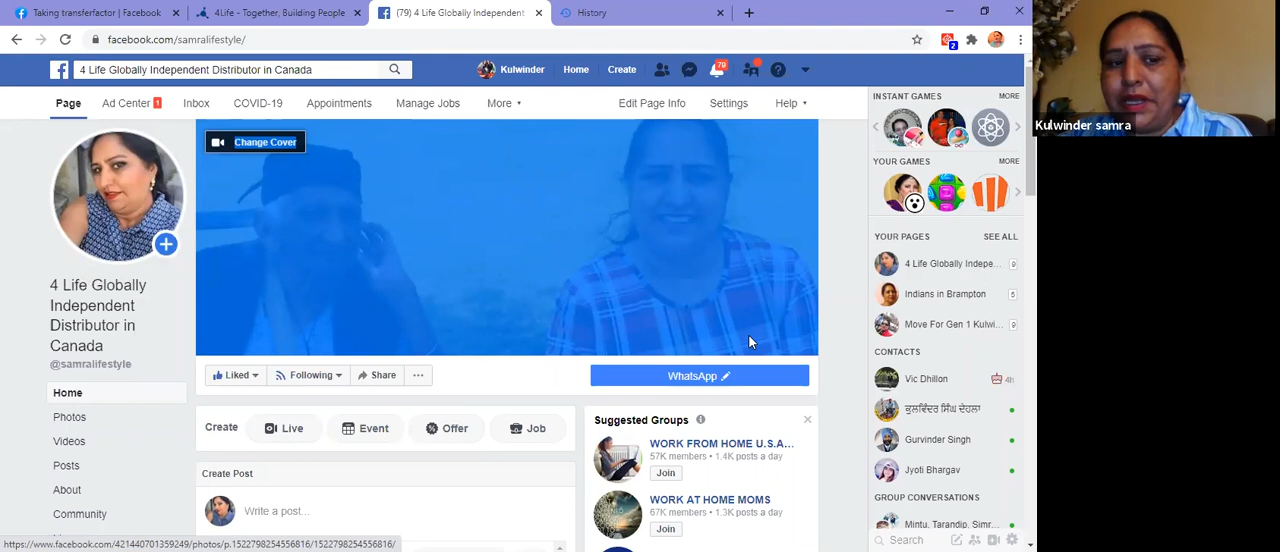 Taking transferfactor | Facebook
4Life - Together, Building People
(79) 4 Life Globally Independent
History
facebook.com/samralifestyle/
2
4 Life Globally Independent Distributor in Canada
Kulwinder
Home
Create
79
Page
Ad Center 1
Inbox
COVID-19
Appointments
Manage Jobs
More
Edit Page Info
Settings
Help
Change Cover
4 Life Globally
Independent
Distributor in
Canada
@samralifestyle
Home
Photos
Videos
Posts
About
Community
Liked
Following
Share
...
WhatsApp
Create
Live
Event
Offer
Job
Create Post
Write a post...
Suggested Groups
WORK FROM HOME U.S.A...
57K members • 1.4K posts a day
Join
WORK AT HOME MOMS
67K members • 1.3K posts a day
Join
INSTANT GAMES
MORE
YOUR GAMES
MORE
YOUR PAGES
SEE ALL
4 Life Globally Indepe...
9
Indians in Brampton
5
Move For Gen 1 Kulwi...
9
CONTACTS
Vic Dhillon
4h
ਕੁਲਵਿੰਦਰ ਸਿੰਘ ਦੇਹਲਾ
Gurvinder Singh
Jyoti Bhargav
GROUP CONVERSATIONS
Mintu, Tarandip, Simr...
Search
https://www.facebook.com/421440701359249/photos/p.1522798254556816/1522798254556816/
Kulwinder samra